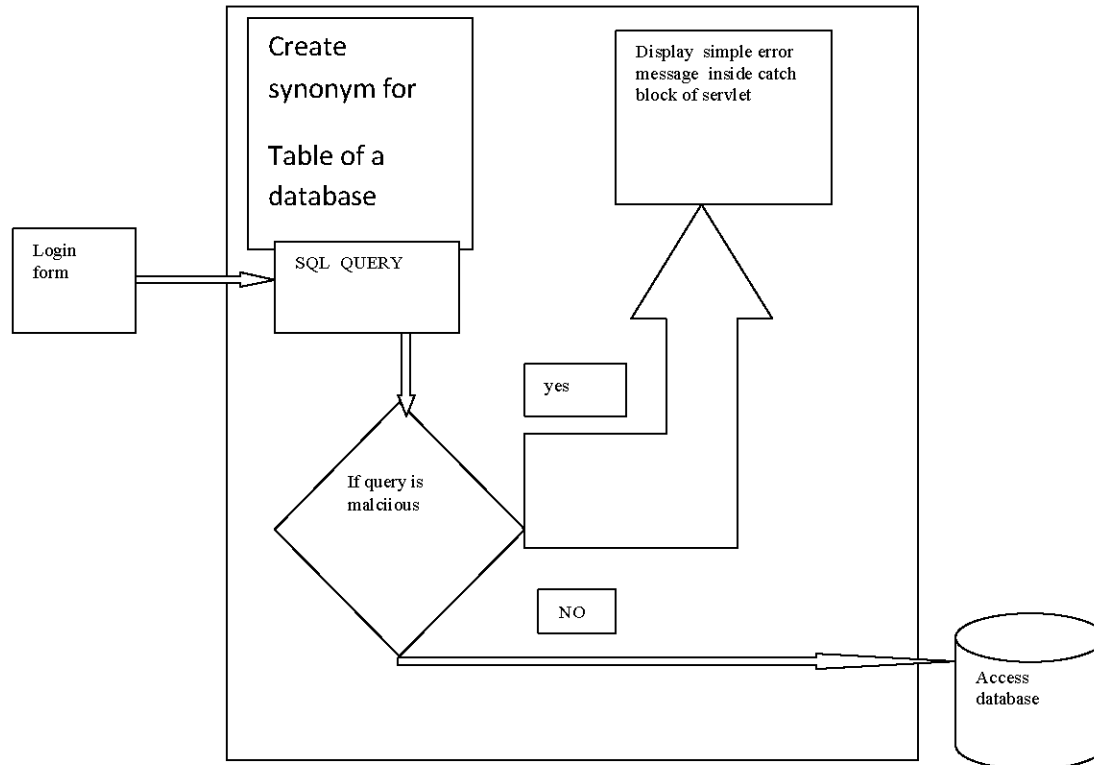 Create
synonym for
Table of a
database
Display simple error
message inside catch
block of servlet
Login
form
SQL QUERY
yes
If query is
malciious
NO
Access
database